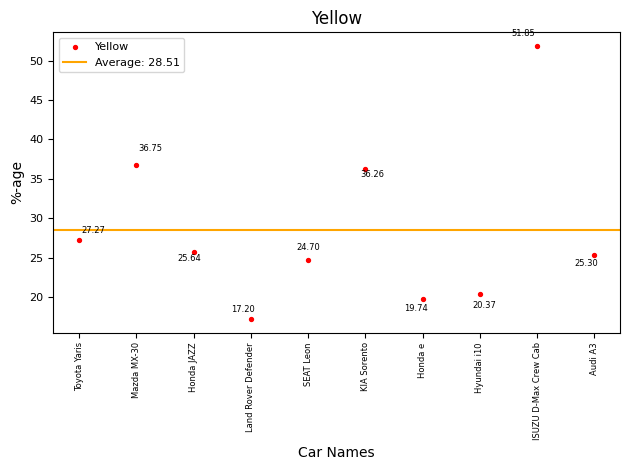 Yellow
Yellow
Average: 28.51
%-age
50
45
40
35
30
25
20
27.27
36.75
25.64
17.20
24.70
36.26
19.74
20.37
51.85
25.30
Toyota Yaris
Mazda MX-30
Honda JAZZ
Land Rover Defender
SEAT Leon
KIA Sorento
Honda e
Hyundai i10
ISUZU D-Max Crew Cab
Audi A3
Car Names